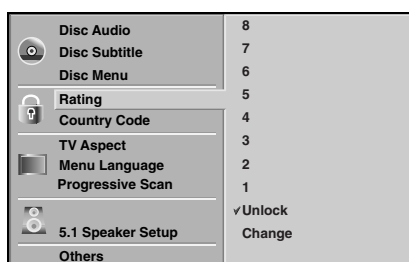 Disc Audio
Disc Subtitle
Disc Menu
Rating
Country Code
TV Aspect
Menu Language
Progressive Scan
5.1 Speaker Setup
Others
8
7
6
5
4
3
2
1
✓Unlock
Change